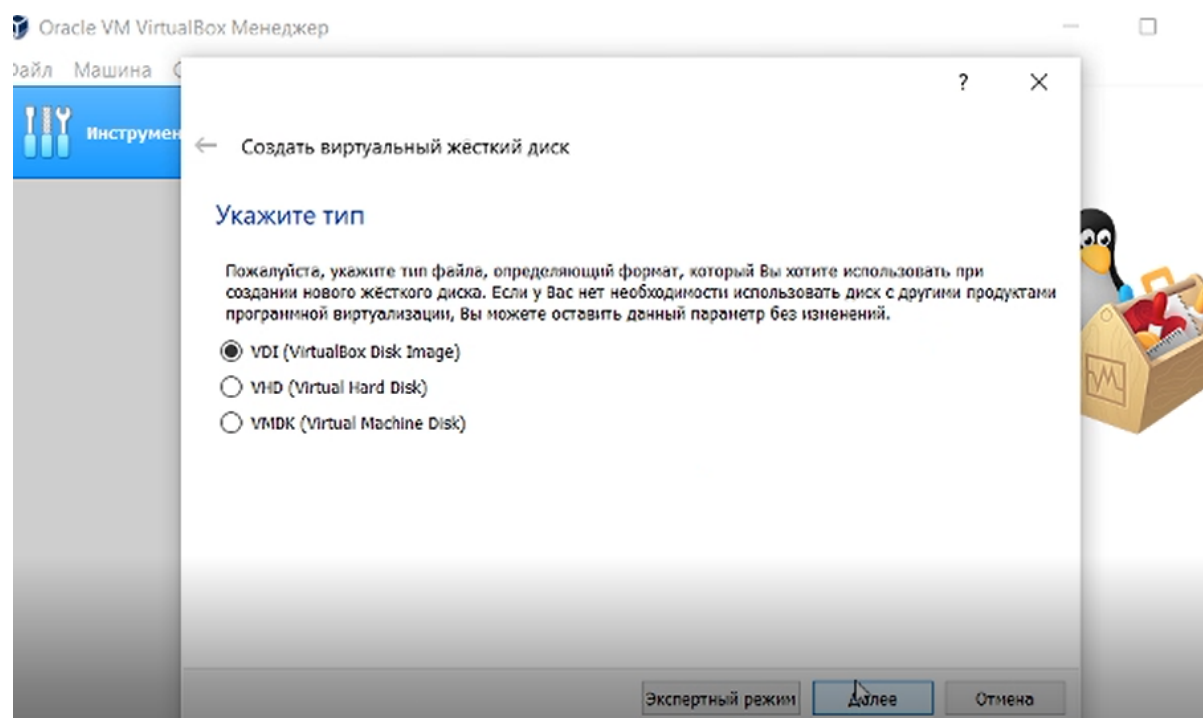 Oracle VM VirtualBox Менеджер
Машина
?
Создать виртуальный жёсткий диск
Укажите тип
Пожалуйста, укажите тип файла, определяющий формат, который Вы хотите использовать при
создании нового жёсткого диска. Если у Вас нет необходимости использовать диск с другими продуктами
программной виртуализации, Вы можете оставить данный параметр без изменений.
VDI (VirtualBox Disk Image)
VHD (Virtual Hard Disk)
VMDK (Virtual Machine Disk)
Экспертный режим Далее Отмена